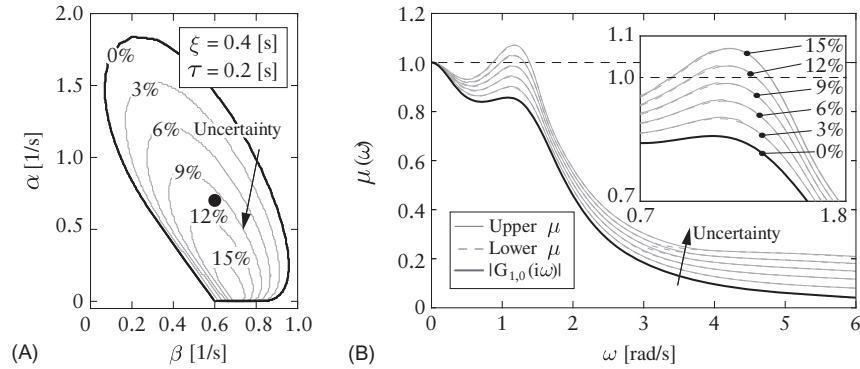 2.0
1.5
1.0
0.5
0
α [1/s]
0%
3%
6%
9%
12%
15%
Uncertainty
ξ = 0.4 [s]
τ = 0.2 [s]
0 0.2 0.4 0.6 0.8 1.0
β [1/s]
(A)
1.2
1.0
0.8
0.6
0.4
0.2
0.0
μ(ω)
1.1
1.0
0.7
0.7 1.8
15%
12%
9%
6%
3%
0%
Upper μ
Lower μ
|G1,0(iω)|
Uncertainty
0 1 2 3 4 5 6
ω [rad/s]
(B)